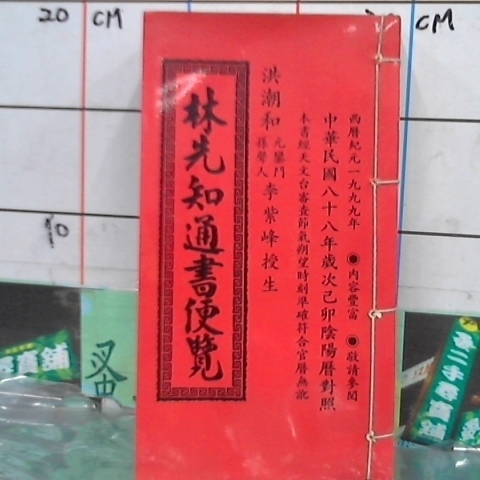 20 CM
CM
10
西曆紀元一九九九年 ◉內容豐富 ◉敬請參閱
中華民國八十八年歲次己卯陰陽曆對照
本書經天文台審查節氣朔望時刻準確符合官曆無訛
洪潮和元鑾門孫聲人李紫峰授生
林先知通書便覽